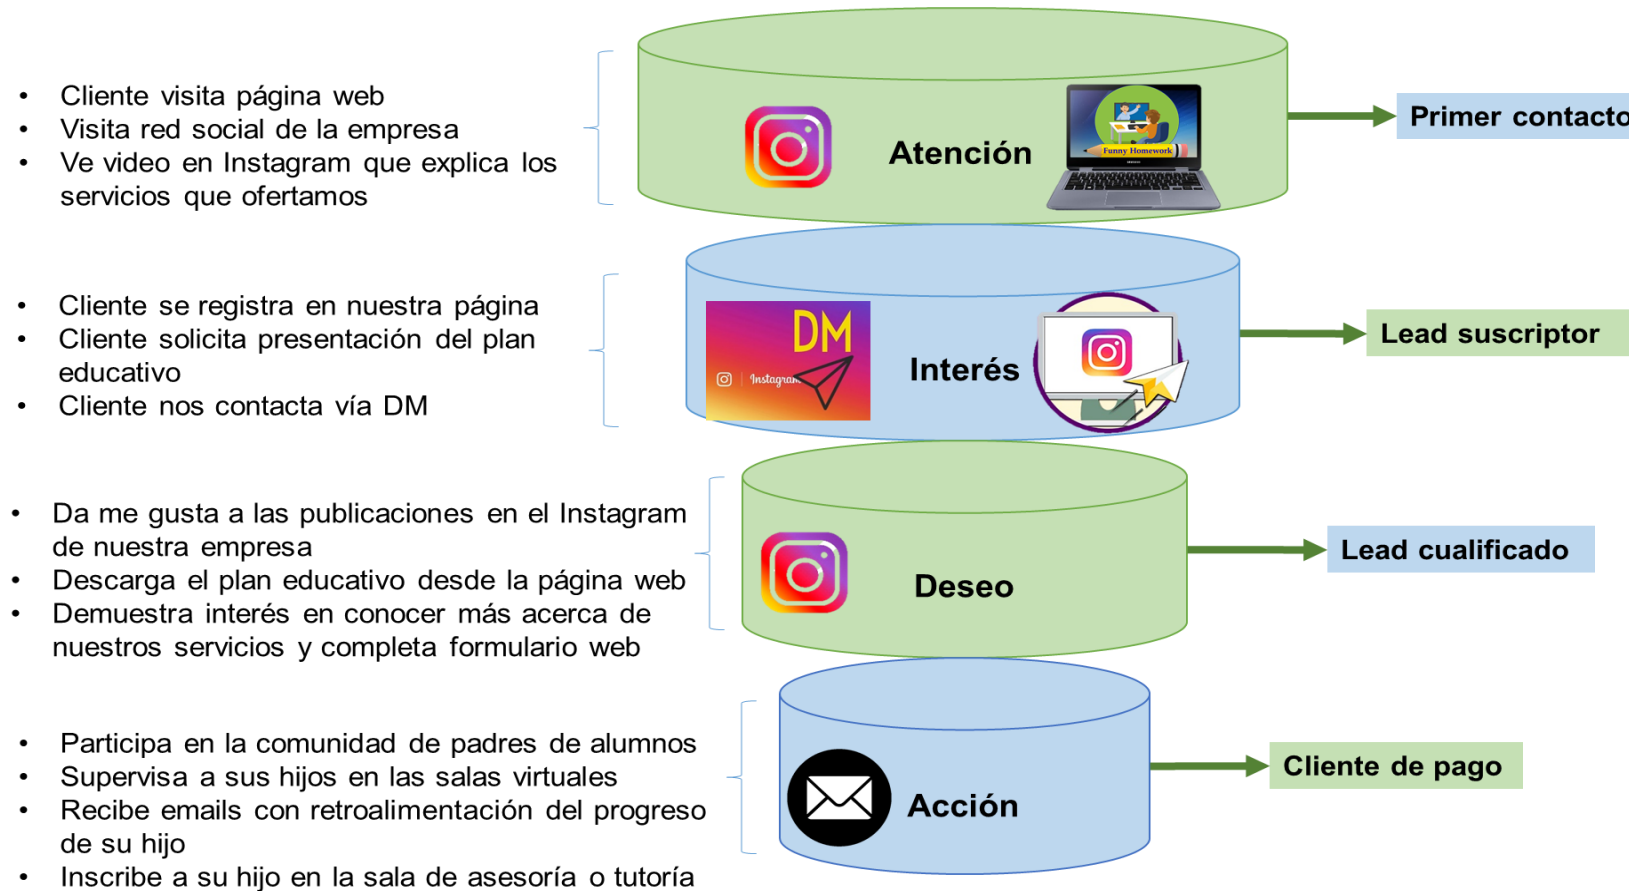 • Cliente visita página web
• Visita red social de la empresa
• Ve video en Instagram que explica los
servicios que ofertamos
Atención
Funny Homework
Primer contacto
• Cliente se registra en nuestra página
• Cliente solicita presentación del plan
educativo
• Cliente nos contacta vía DM
DM
Instagram
Interés
Lead suscriptor
• Da me gusta a las publicaciones en el Instagram
de nuestra empresa
• Descarga el plan educativo desde la página web
• Demuestra interés en conocer más acerca de
nuestros servicios y completa formulario web
Deseo
Lead cualificado
• Participa en la comunidad de padres de alumnos
• Supervisa a sus hijos en las salas virtuales
• Recibe emails con retroalimentación del progreso
de su hijo
• Inscribe a su hijo en la sala de asesoría o tutoría
Acción
Cliente de pago